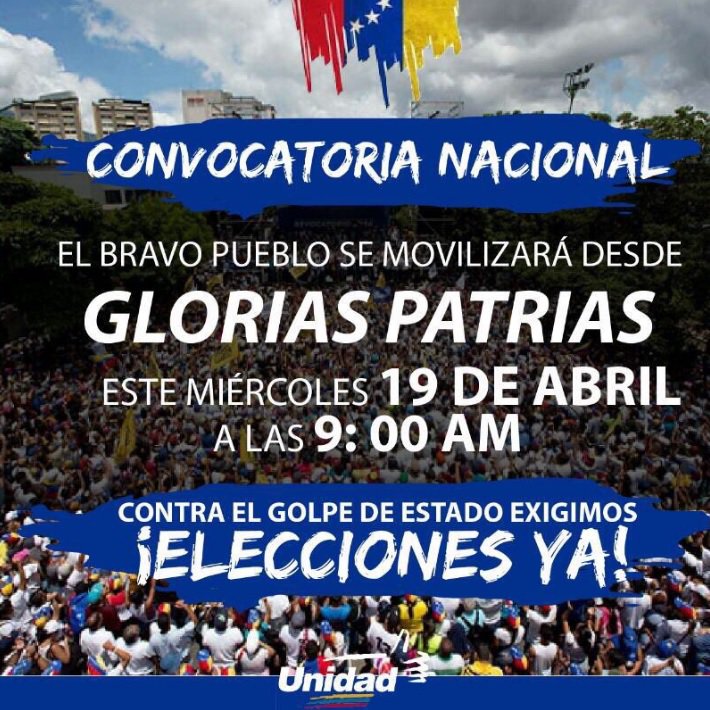 CONVOCATORIA NACIONAL
EL BRAVO PUEBLO SE MOVILIZARÁ DESDE
GLORIAS PATRIAS
ESTE MIÉRCOLES 19 DE ABRIL
A LAS 9: 00 AM
CONTRA EL GOLPE DE ESTADO EXIGIMOS
¡ELECCIONES YA!
Unidad